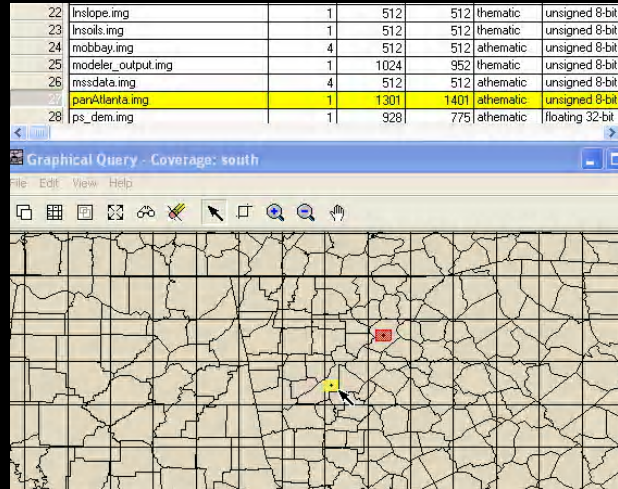 22 lnslope.img 1 512 512 thematic unsigned 8-bit
23 lnsoils.img 1 512 512 thematic unsigned 8-bit
24 mobbay.img 4 512 512 athematic unsigned 8-bit
25 modeler_output.img 1 1024 952 thematic unsigned 8-bit
26 mssdata.img 4 512 512 athematic unsigned 8-bit
27 panAtlanta.img 1 1301 1401 athematic unsigned 8-bit
28 ps_dem.img 1 928 775 athematic floating 32-bit
Graphical Query - Coverage: south
File Edit View Help